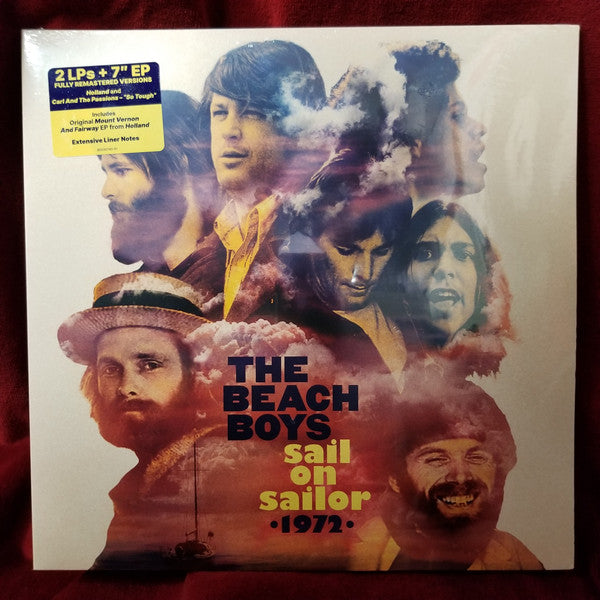 2 LPs + 7" EP
FULLY REMASTERED VERSIONS
Holland and
Carl And The Passions – "So Tough"
Includes
Original Mount Vernon
And Fairway EP from Holland
Extensive Liner Notes
THE
BEACH
BOYS
sail
on
sailor
•1972•